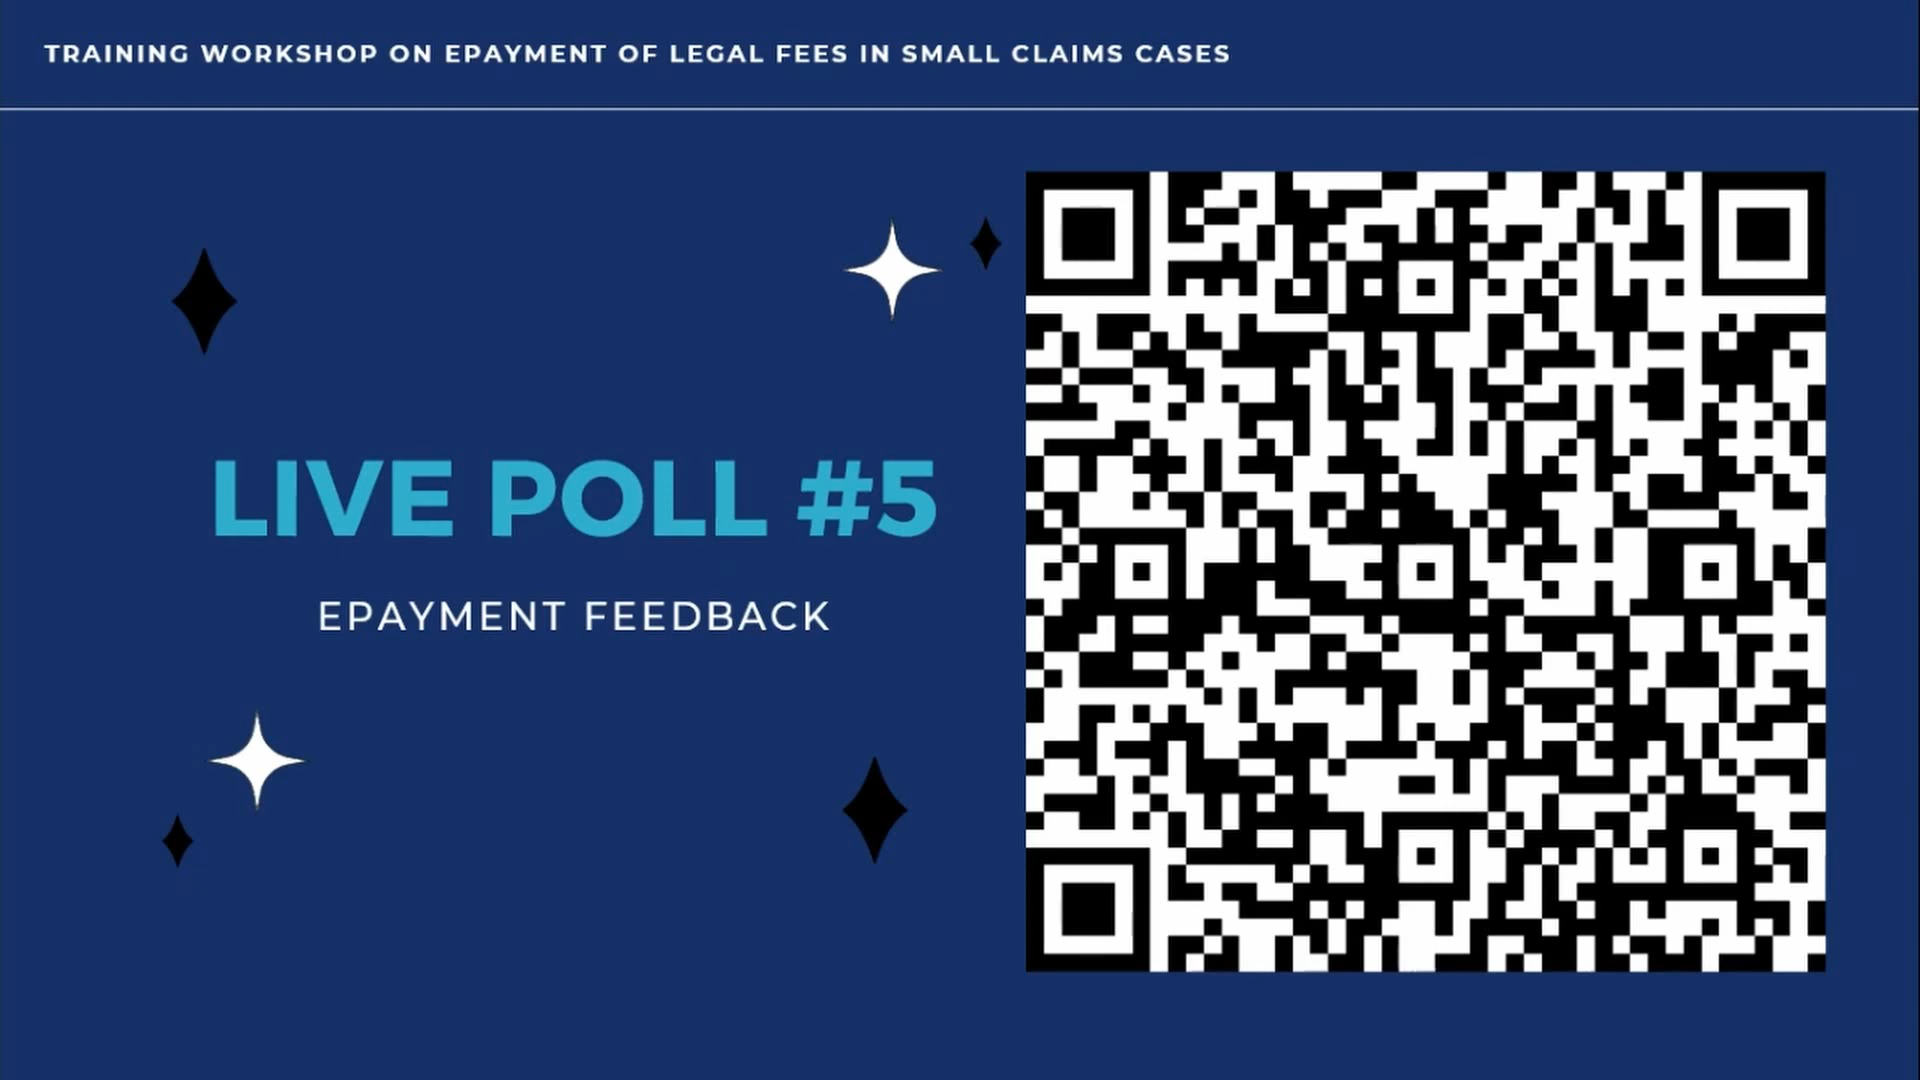 TRAINING WORKSHOP ON EPAYMENT OF LEGAL FEES IN SMALL CLAIMS CASES
LIVE POLL #5
EPAYMENT FEEDBACK